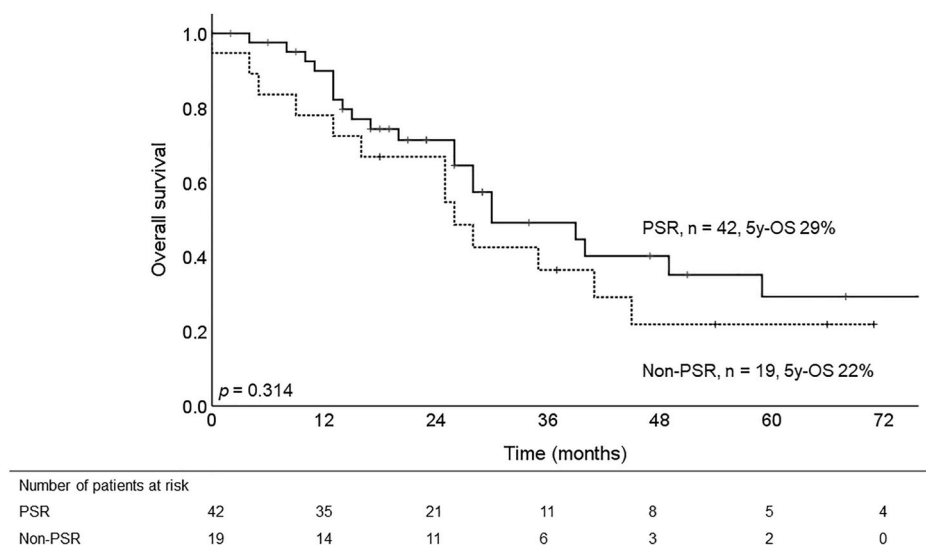 Overall survival
1.0
0.8
0.6
0.4
0.2
0.0
PSR, n = 42, 5y-OS 29%
Non-PSR, n = 19, 5y-OS 22%
p = 0.314
0 12 24 36 48 60 72
Time (months)
Number of patients at risk
PSR 42 35 21 11 8 5 4
Non-PSR 19 14 11 6 3 2 0